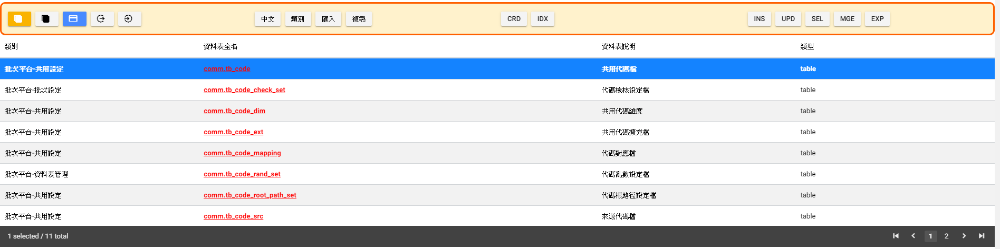 中文 類別 匯入 複製 CRD IDX INS UPD SEL MGE EXP
類別 資料表全名 資料表說明 類型
批次平台-共用設定 comm.tb_code 共用代碼檔 table
批次平台-批次設定 comm.tb_code_check_set 代碼檢核設定檔 table
批次平台-共用設定 comm.tb_code_dim 共用代碼維度 table
批次平台-共用設定 comm.tb_code_ext 共用代碼擴充檔 table
批次平台-共用設定 comm.tb_code_mapping 代碼對應檔 table
批次平台-資料表管理 comm.tb_code_rand_set 代碼亂數設定檔 table
批次平台-共用設定 comm.tb_code_root_path_set 代碼根路徑設定檔 table
批次平台-共用設定 comm.tb_code_src 來源代碼檔 table
1 selected / 11 total 1 2